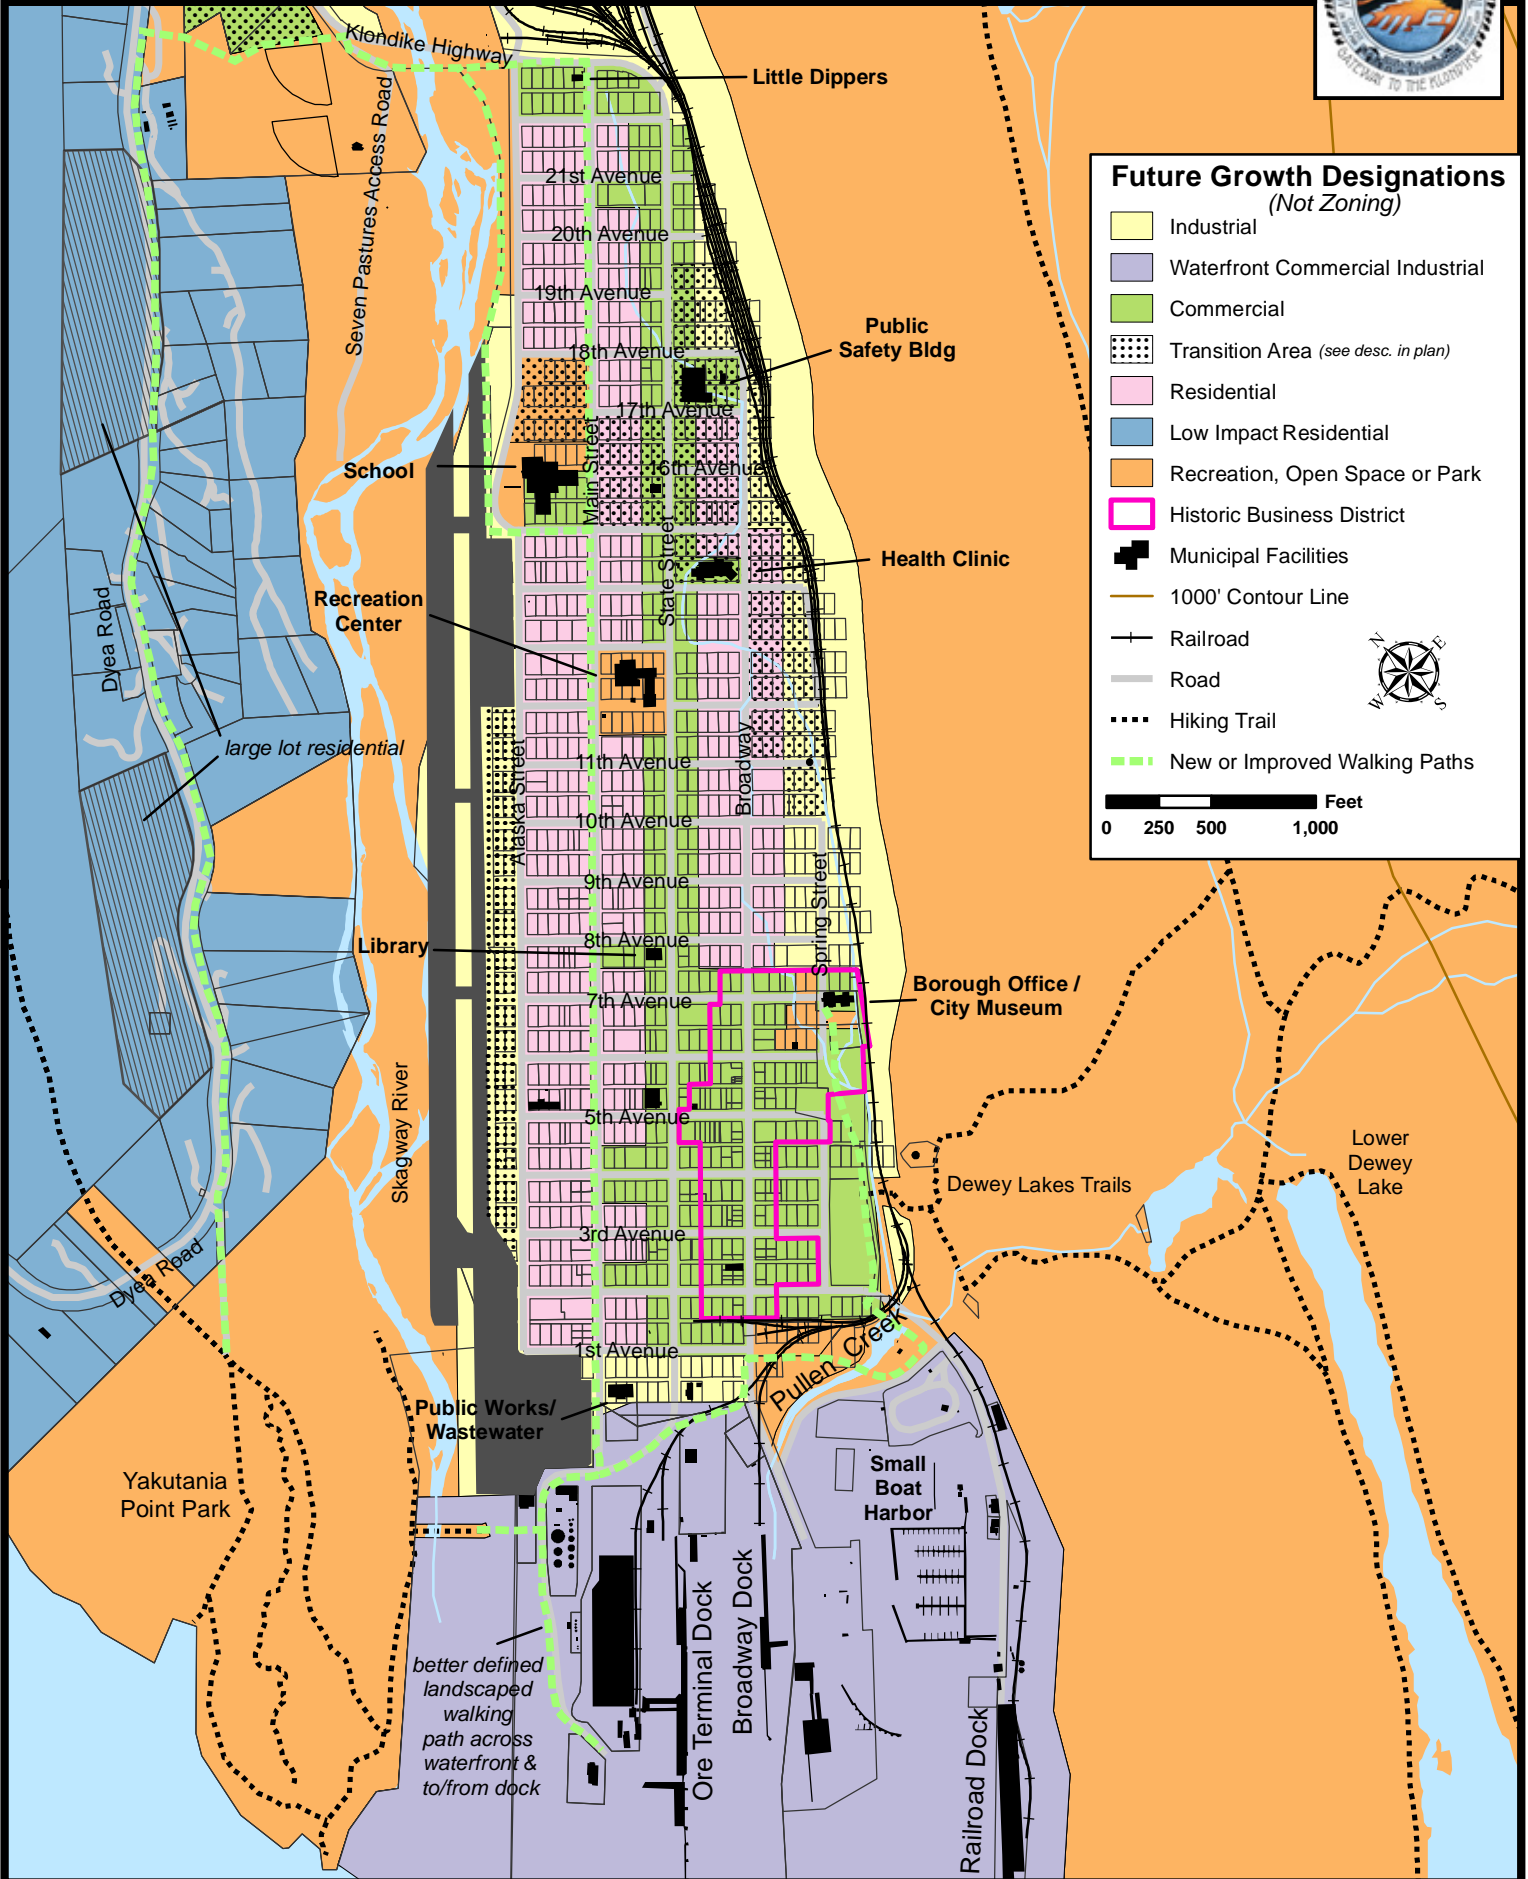 GATEWAY TO THE KLONDIKE
Klondike Highway
Little Dippers
Seven Pastures Access Road
21st Avenue
20th Avenue
19th Avenue
18th Avenue
Public
Safety Bldg
17th Avenue
Main Street
16th Avenue
School
State Street
Health Clinic
Recreation
Center
Dyea Road
large lot residential
Alaska Street
11th Avenue
Broadway
10th Avenue
9th Avenue
Spring Street
8th Avenue
Library
7th Avenue
Borough Office /
City Museum
Skagway River
5th Avenue
Dewey Lakes Trails
Lower
Dewey
Lake
3rd Avenue
Dyea Road
1st Avenue
Pullen Creek
Public Works/
Wastewater
Yakutania
Point Park
Small
Boat
Harbor
better defined
landscaped
walking
path across
waterfront &
to/from dock
Ore Terminal Dock
Broadway Dock
Railroad Dock
Future Growth Designations
(Not Zoning)
Industrial
Waterfront Commercial Industrial
Commercial
Transition Area (see desc. in plan)
Residential
Low Impact Residential
Recreation, Open Space or Park
Historic Business District
Municipal Facilities
1000' Contour Line
Railroad
Road
Hiking Trail
New or Improved Walking Paths
N
E
W
S
Feet
0 250 500 1,000